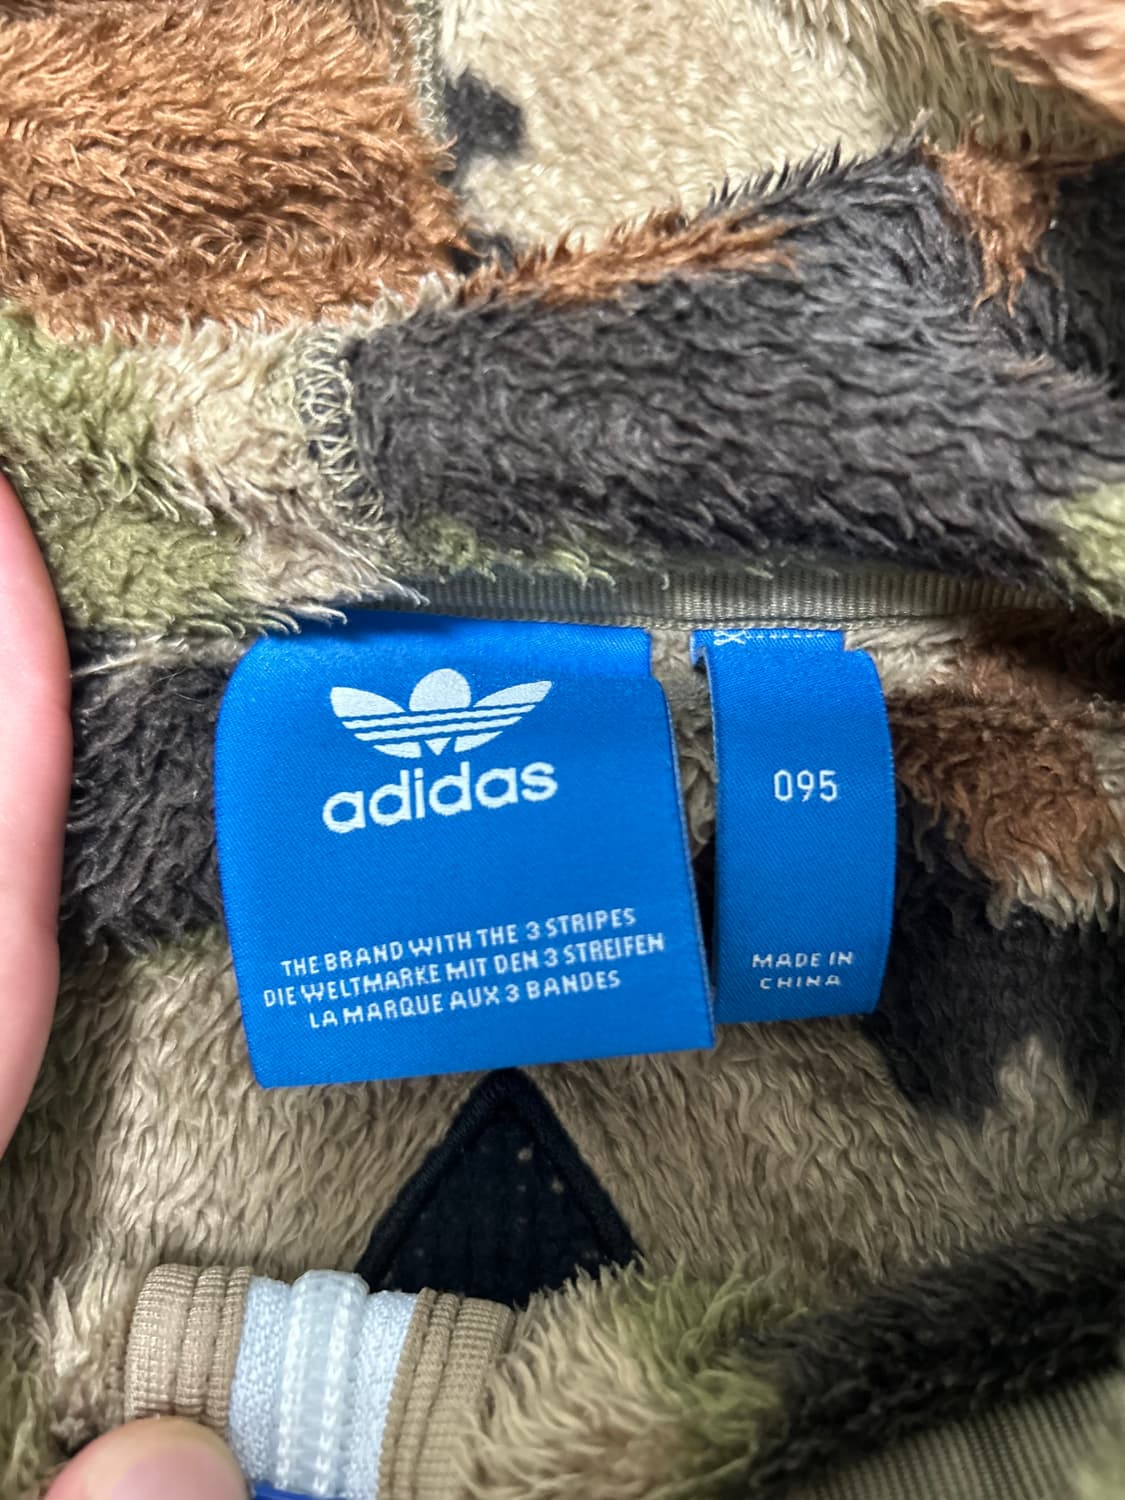 adidas
THE BRAND WITH THE 3 STRIPES
DIE WELTMARKE MIT DEN 3 STREIFEN
LA MARQUE AUX 3 BANDES
095
MADE IN
CHINA